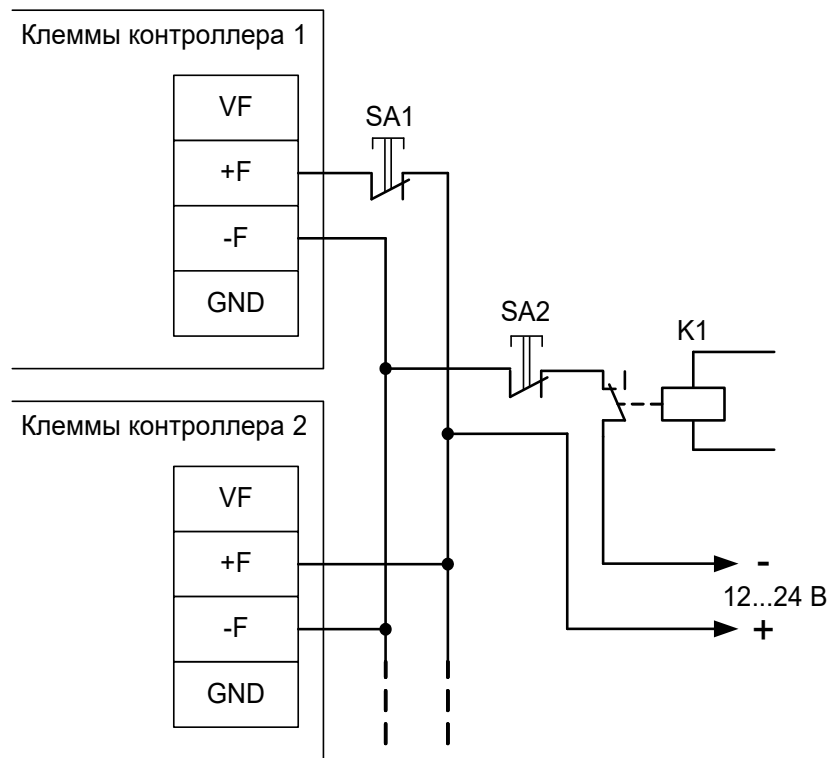 Клеммы контроллера 1
VF
+F
-F
GND
SA1
SA2
K1
Клеммы контроллера 2
VF
+F
-F
GND
-
12...24 В
+